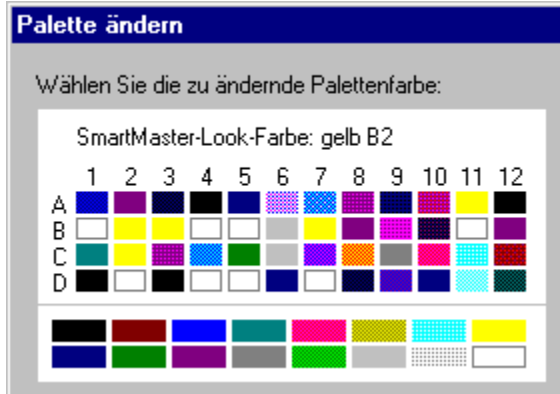 Palette ändern
Wählen Sie die zu ändernde Palettenfarbe:
SmartMaster-Look-Farbe: gelb B2
1 2 3 4 5 6 7 8 9 10 11 12
A
B
C
D